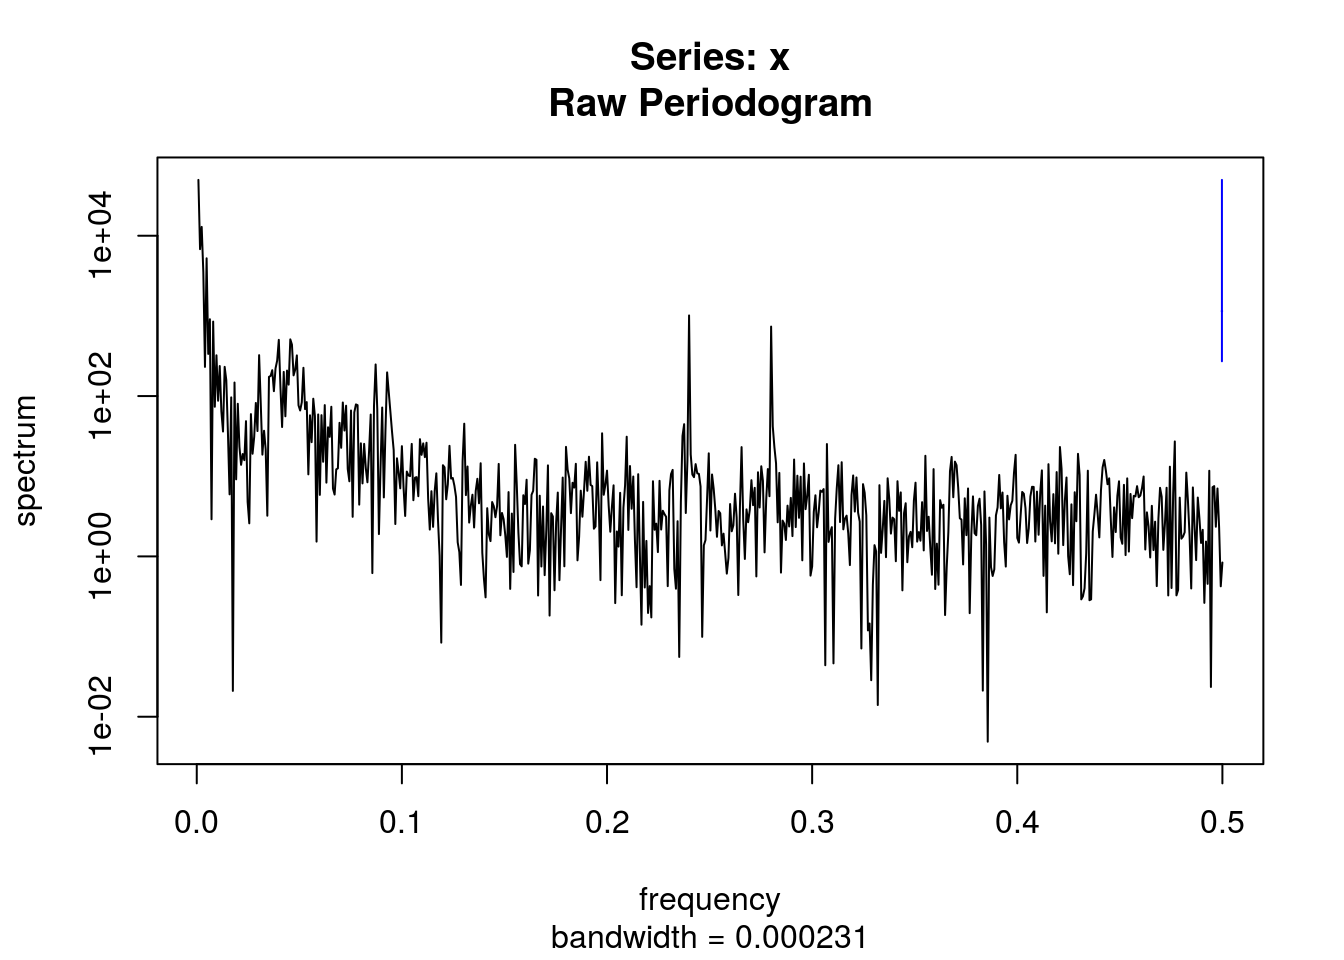 Series: x
Raw Periodogram
spectrum
1e+04
1e+02
1e+00
1e-02
0.0 0.1 0.2 0.3 0.4 0.5
frequency
bandwidth = 0.000231